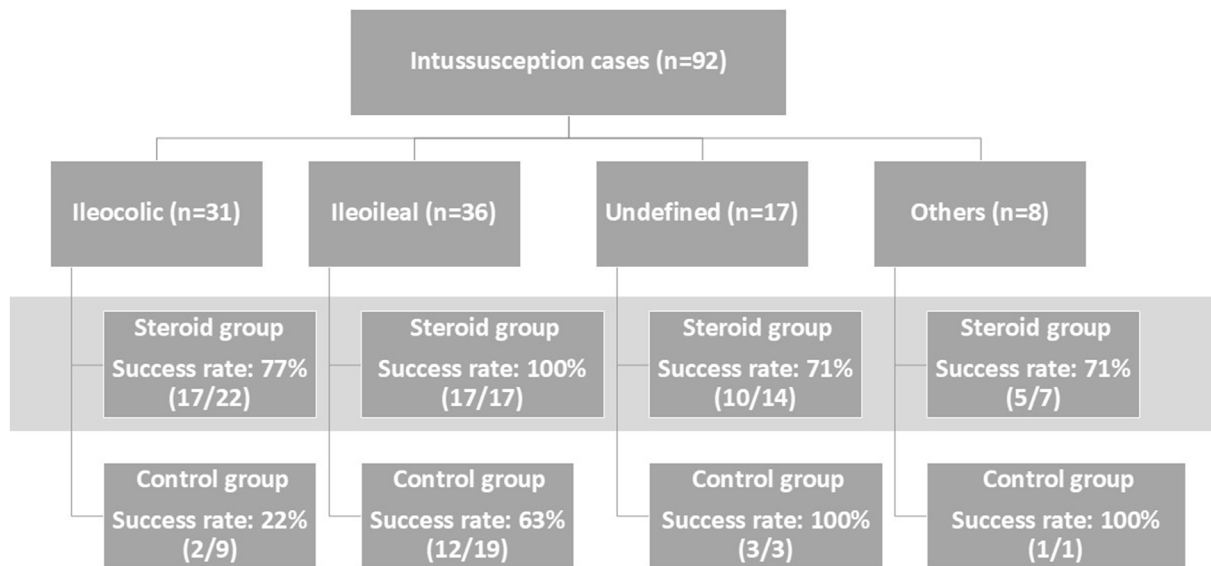 Intussusception cases (n=92)
Ileocolic (n=31)
Ileoileal (n=36)
Undefined (n=17)
Others (n=8)
Steroid group
Success rate: 77%
(17/22)
Steroid group
Success rate: 100%
(17/17)
Steroid group
Success rate: 71%
(10/14)
Steroid group
Success rate: 71%
(5/7)
Control group
Success rate: 22%
(2/9)
Control group
Success rate: 63%
(12/19)
Control group
Success rate: 100%
(3/3)
Control group
Success rate: 100%
(1/1)